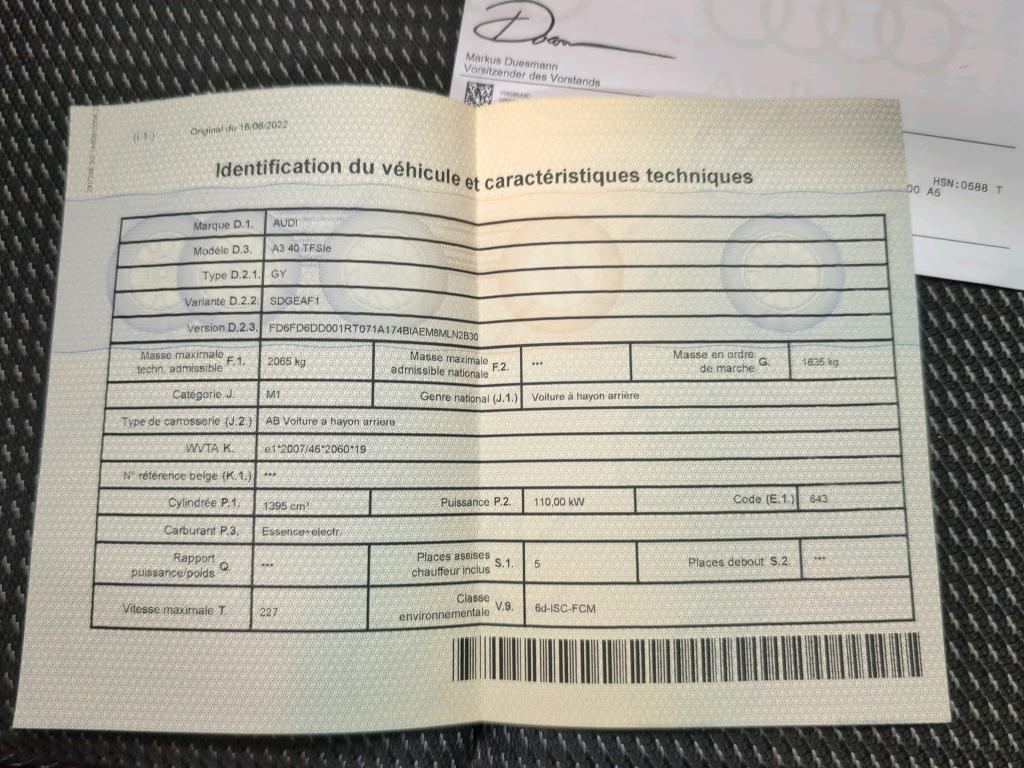 Markus Duesmann
Vorsitzender des Vorstands
HSN:0588 T
00 A5
(I.1.) Original du 16/06/2022
Identification du véhicule et caractéristiques techniques
Marque D.1. AUDI
Modèle D.3. A3 40 TFSIe
Type D.2.1. GY
Variante D.2.2. SDGEAF1
Version D.2.3. FD6FD6DD001RT071A174BIAEM8MLN2B30
Masse maximale techn. admissible F.1. 2065 kg Masse maximale admissible nationale F.2. *** Masse en ordre de marche G. 1635 kg
Catégorie J. M1 Genre national (J.1.) Voiture à hayon arrière
Type de carrosserie (J.2.) AB Voiture a hayon arriere
WVTA K. e1*2007/46*2060*19
N° référence belge (K.1.) ***
Cylindrée P.1. 1395 cm³ Puissance P.2. 110,00 kW Code (E.1.) 643
Carburant P.3. Essence+electr.
Rapport puissance/poids Q. *** Places assises chauffeur inclus S.1. 5 Places debout S.2. ***
Vitesse maximale T. 227 Classe environnementale V.9. 6d-ISC-FCM